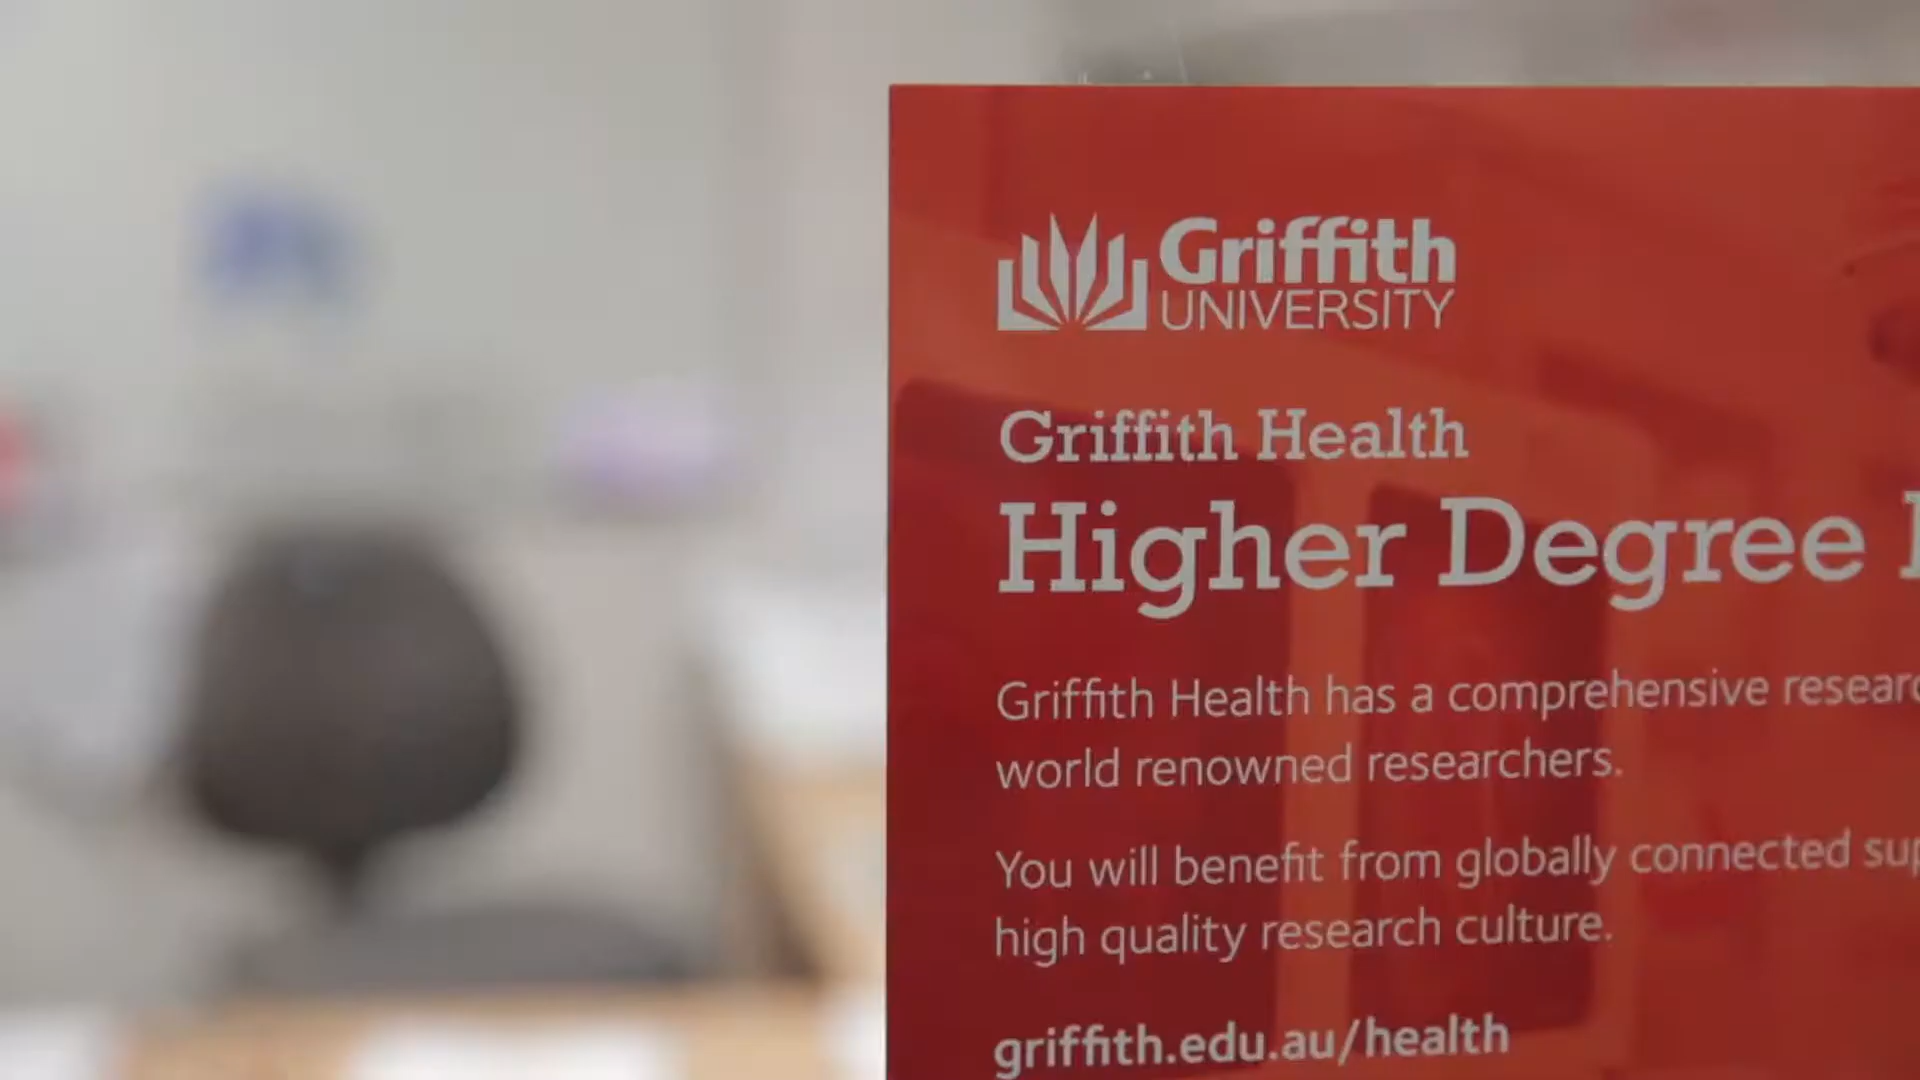 Griffith
UNIVERSITY
Griffith Health
Higher Degree
Griffith Health has a comprehensive
world renowned researchers.
You will benefit from globally connected
high quality research culture.
griffith.edu.au/health